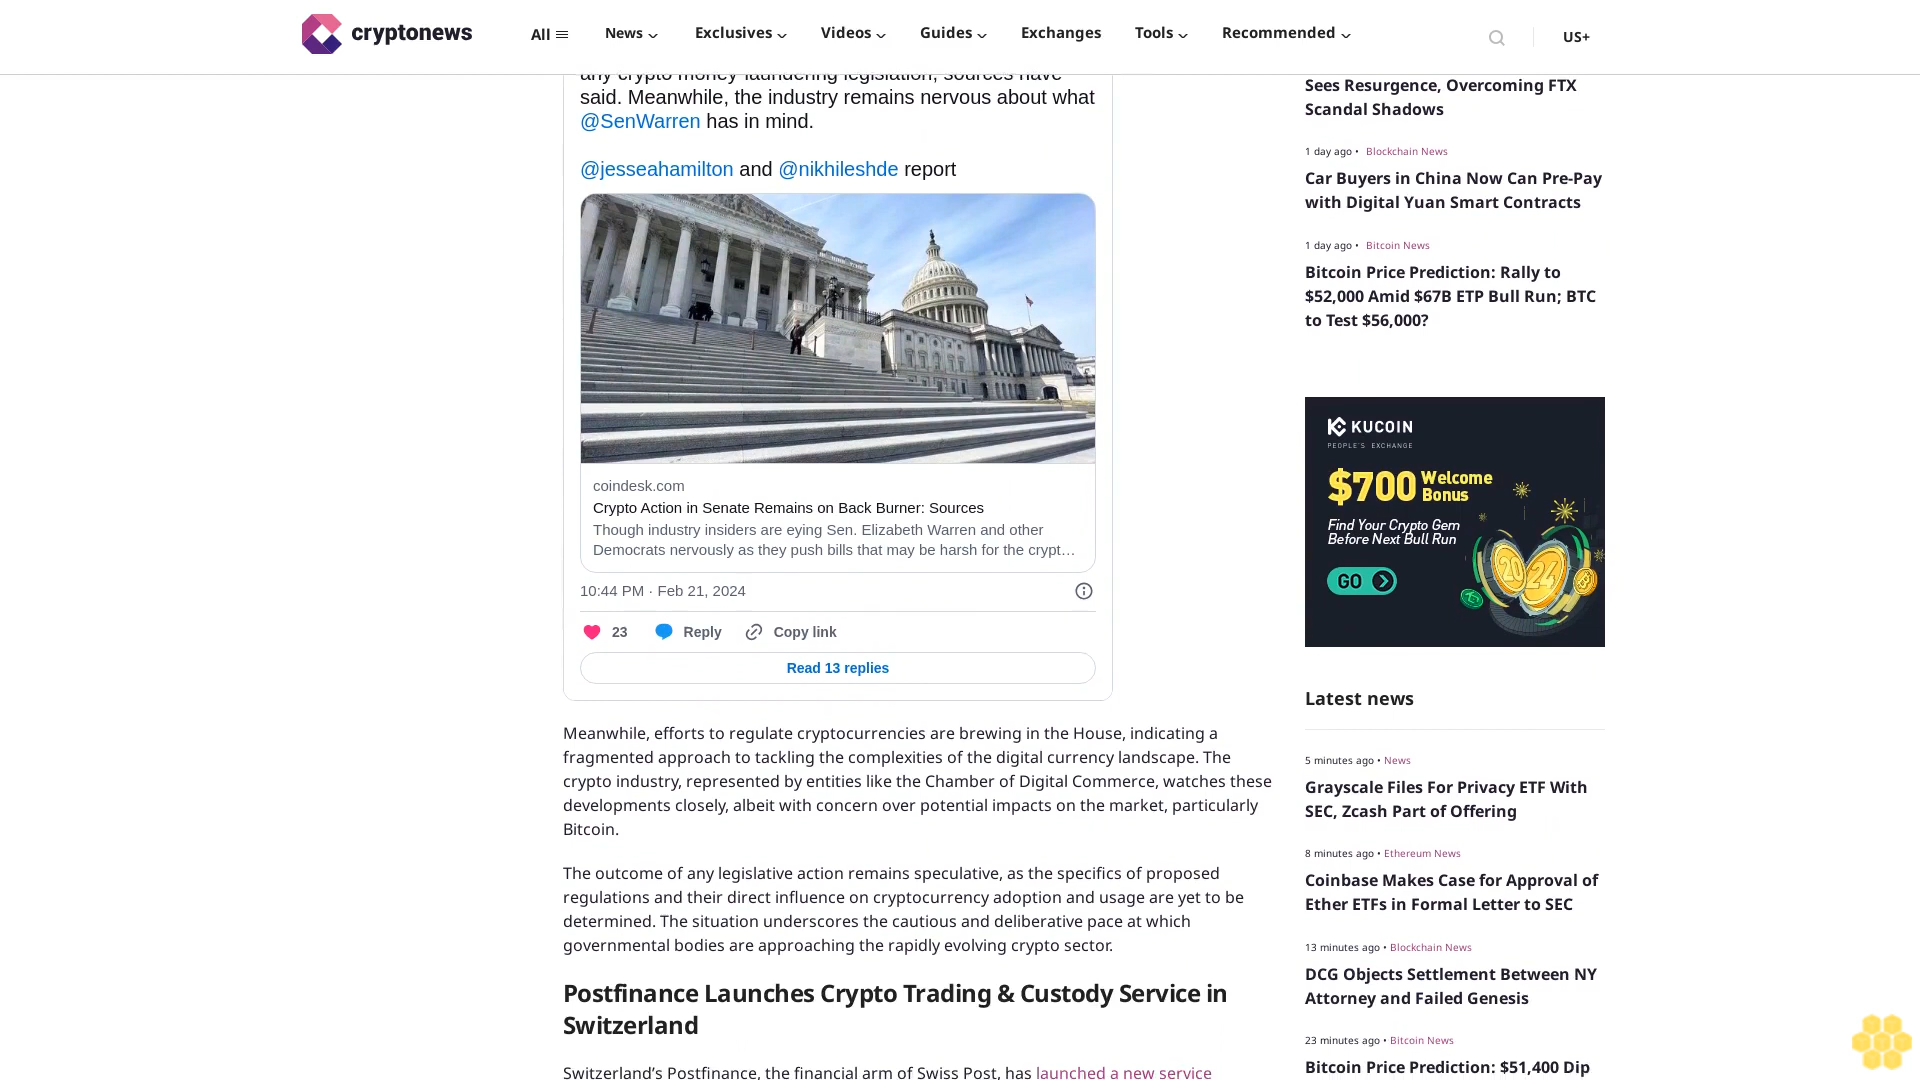 cryptonews
All
News
Exclusives
Videos
Guides
Exchanges
Tools
Recommended
US+
any crypto money laundering legislation, sources have
said. Meanwhile, the industry remains nervous about what
@SenWarren has in mind.
@jesseahamilton and @nikhileshde report
coindesk.com
Crypto Action in Senate Remains on Back Burner: Sources
Though industry insiders are eying Sen. Elizabeth Warren and other
Democrats nervously as they push bills that may be harsh for the crypt…
10:44 PM · Feb 21, 2024
23
Reply
Copy link
Read 13 replies
Meanwhile, efforts to regulate cryptocurrencies are brewing in the House, indicating a
fragmented approach to tackling the complexities of the digital currency landscape. The
crypto industry, represented by entities like the Chamber of Digital Commerce, watches these
developments closely, albeit with concern over potential impacts on the market, particularly
Bitcoin.
The outcome of any legislative action remains speculative, as the specifics of proposed
regulations and their direct influence on cryptocurrency adoption and usage are yet to be
determined. The situation underscores the cautious and deliberative pace at which
governmental bodies are approaching the rapidly evolving crypto sector.
Postfinance Launches Crypto Trading & Custody Service in
Switzerland
Switzerland’s Postfinance, the financial arm of Swiss Post, has launched a new service
Sees Resurgence, Overcoming FTX
Scandal Shadows
1 day ago • Blockchain News
Car Buyers in China Now Can Pre-Pay
with Digital Yuan Smart Contracts
1 day ago • Bitcoin News
Bitcoin Price Prediction: Rally to
$52,000 Amid $67B ETP Bull Run; BTC
to Test $56,000?
KUCOIN
PEOPLE'S EXCHANGE
$700 Welcome
Bonus
Find Your Crypto Gem
Before Next Bull Run
GO
20
24
Latest news
5 minutes ago • News
Grayscale Files For Privacy ETF With
SEC, Zcash Part of Offering
8 minutes ago • Ethereum News
Coinbase Makes Case for Approval of
Ether ETFs in Formal Letter to SEC
13 minutes ago • Blockchain News
DCG Objects Settlement Between NY
Attorney and Failed Genesis
23 minutes ago • Bitcoin News
Bitcoin Price Prediction: $51,400 Dip